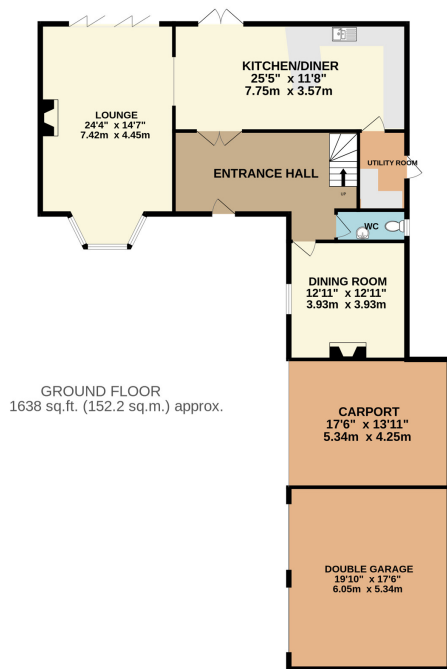 KITCHEN/DINER
25'5" x 11'8"
7.75m x 3.57m
LOUNGE
24'4" x 14'7"
7.42m x 4.45m
ENTRANCE HALL
UTILITY ROOM
UP
WC
DINING ROOM
12'11" x 12'11"
3.93m x 3.93m
GROUND FLOOR
1638 sq.ft. (152.2 sq.m.) approx.
CARPORT
17'6" x 13'11"
5.34m x 4.25m
DOUBLE GARAGE
19'10" x 17'6"
6.05m x 5.34m